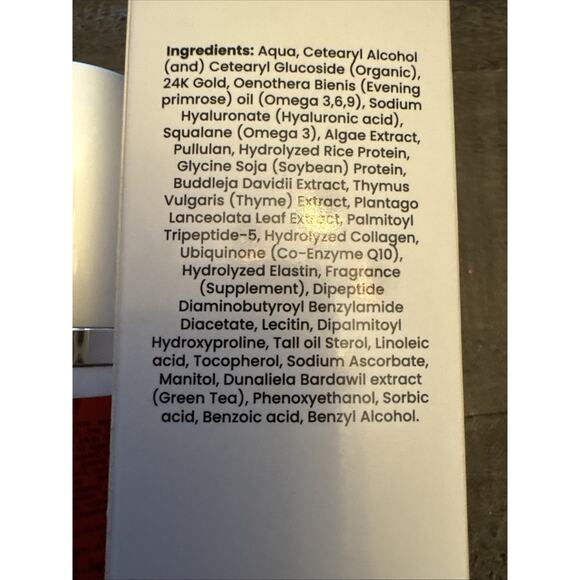 Ingredients: Aqua, Cetearyl Alcohol
(and) Cetearyl Glucoside (Organic),
24K Gold, Oenothera Bienis (Evening
primrose) oil (Omega 3,6,9), Sodium
Hyaluronate (Hyaluronic acid),
Squalane (Omega 3), Algae Extract,
Pullulan, Hydrolyzed Rice Protein,
Glycine Soja (Soybean) Protein,
Buddleja Davidii Extract, Thymus
Vulgaris (Thyme) Extract, Plantago
Lanceolata Leaf Extract, Palmitoyl
Tripeptide-5, Hydrolyzed Collagen,
Ubiquinone (Co-Enzyme Q10),
Hydrolyzed Elastin, Fragrance
(Supplement), Dipeptide
Diaminobutyroyl Benzylamide
Diacetate, Lecitin, Dipalmitoyl
Hydroxyproline, Tall oil Sterol, Linoleic
acid, Tocopherol, Sodium Ascorbate,
Manitol, Dunaliela Bardawil extract
(Green Tea), Phenoxyethanol, Sorbic
acid, Benzoic acid, Benzyl Alcohol.